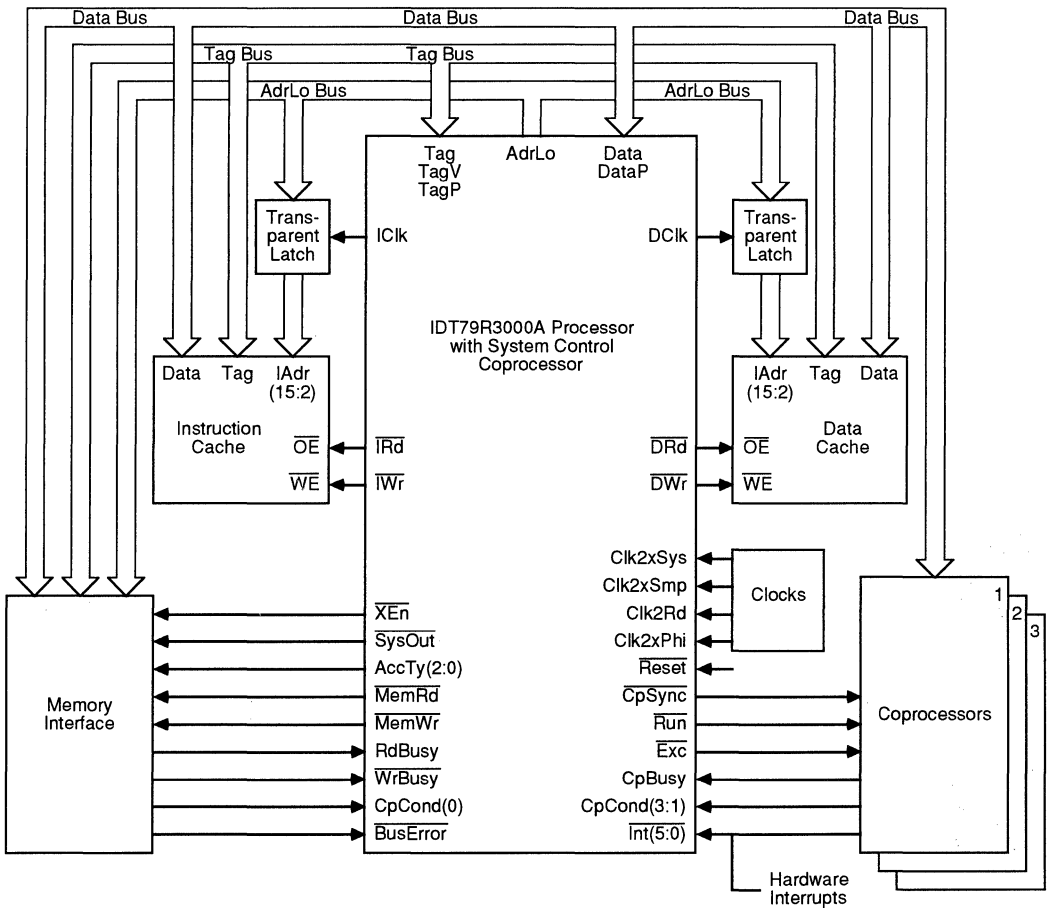 Data Bus Data Bus Data Bus
Tag Bus Tag Bus
AdrLo Bus AdrLo Bus
Tag
TagV
TagP
AdrLo
Data
DataP
Trans-
parent
Latch
IClk
DClk
Trans-
parent
Latch
IDT79R3000A Processor
with System Control
Coprocessor
Data Tag IAdr
(15:2)
Instruction
Cache
OE
WE
IRd
IWr
DRd
DWr
IAdr Tag Data
(15:2)
Data
Cache
OE
WE
Clk2xSys
Clk2xSmp
Clk2Rd
Clk2xPhi
Clocks
Reset
CpSync
Run
Exc
CpBusy
CpCond(3:1)
Int(5:0)
Memory
Interface
XEn
SysOut
AccTy(2:0)
MemRd
MemWr
RdBusy
WrBusy
CpCond(0)
BusError
1
2
3
Coprocessors
Hardware
Interrupts